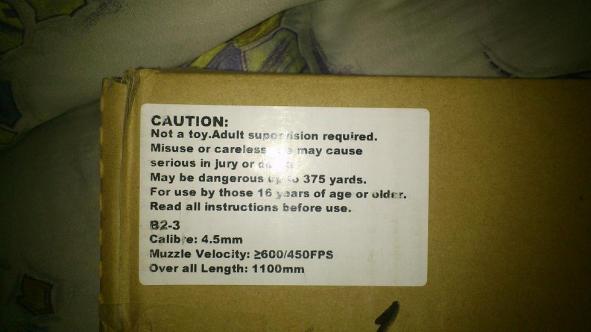 CAUTION:
Not a toy.Adult supervision required.
Misuse or careless may cause
serious in jury or
May be dangerous up to 375 yards.
For use by those 16 years of age or older.
Read all instructions before use.
B2-3
Calibre: 4.5mm
Muzzle Velocity: ≥600/450FPS
Over all Length: 1100mm